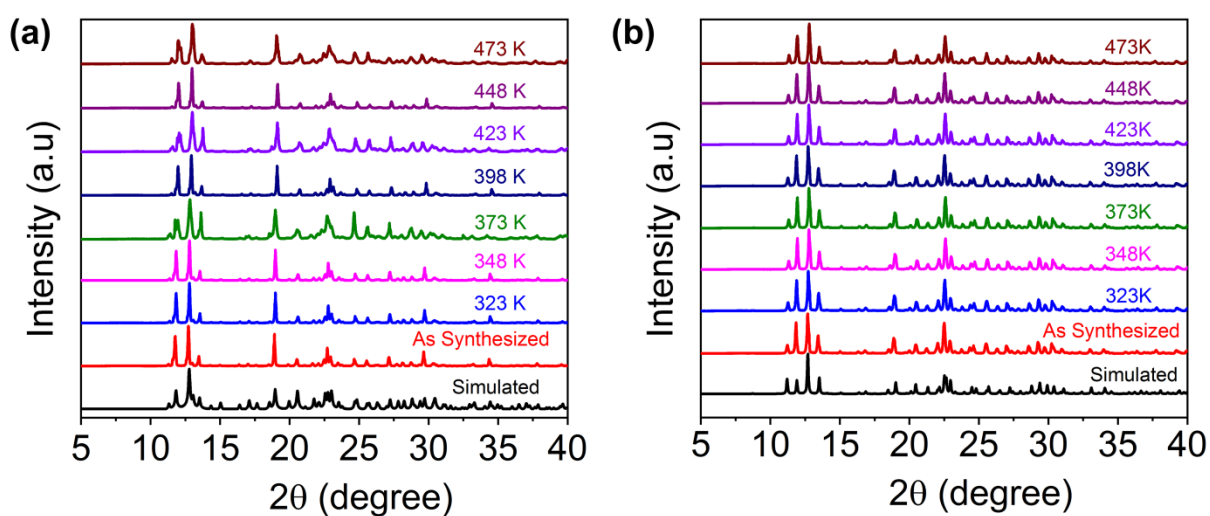 (a)
473 K
448 K
423 K
398 K
373 K
348 K
323 K
As Synthesized
Simulated
Intensity (a.u)
5 10 15 20 25 30 35 40
2θ (degree)
(b)
473K
448K
423K
398K
373K
348K
323K
As Synthesized
Simulated
Intensity (a.u)
5 10 15 20 25 30 35 40
2θ (degree)